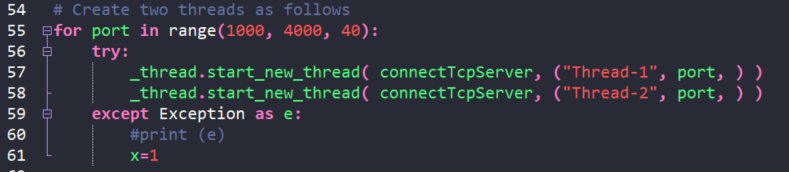 54 # Create two threads as follows
55 for port in range(1000, 4000, 40):
56 try:
57 _thread.start_new_thread( connectTcpServer, ("Thread-1", port, ) )
58 _thread.start_new_thread( connectTcpServer, ("Thread-2", port, ) )
59 except Exception as e:
60 #print (e)
61 x=1